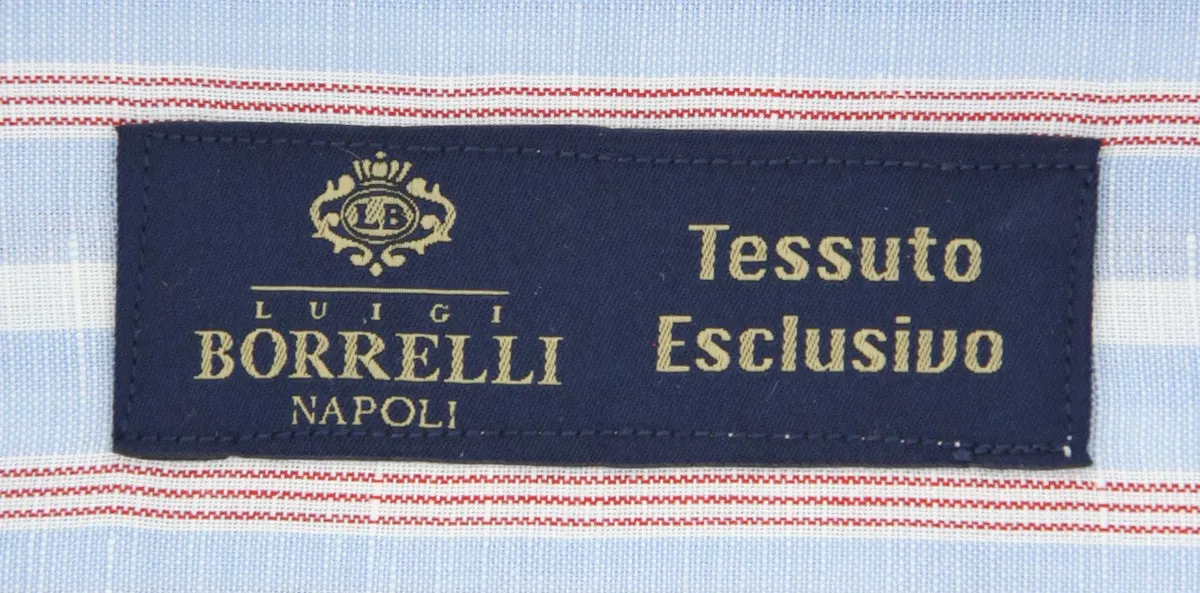 LB
LUIGI
BORRELLI
NAPOLI
Tessuto
Esclusivo